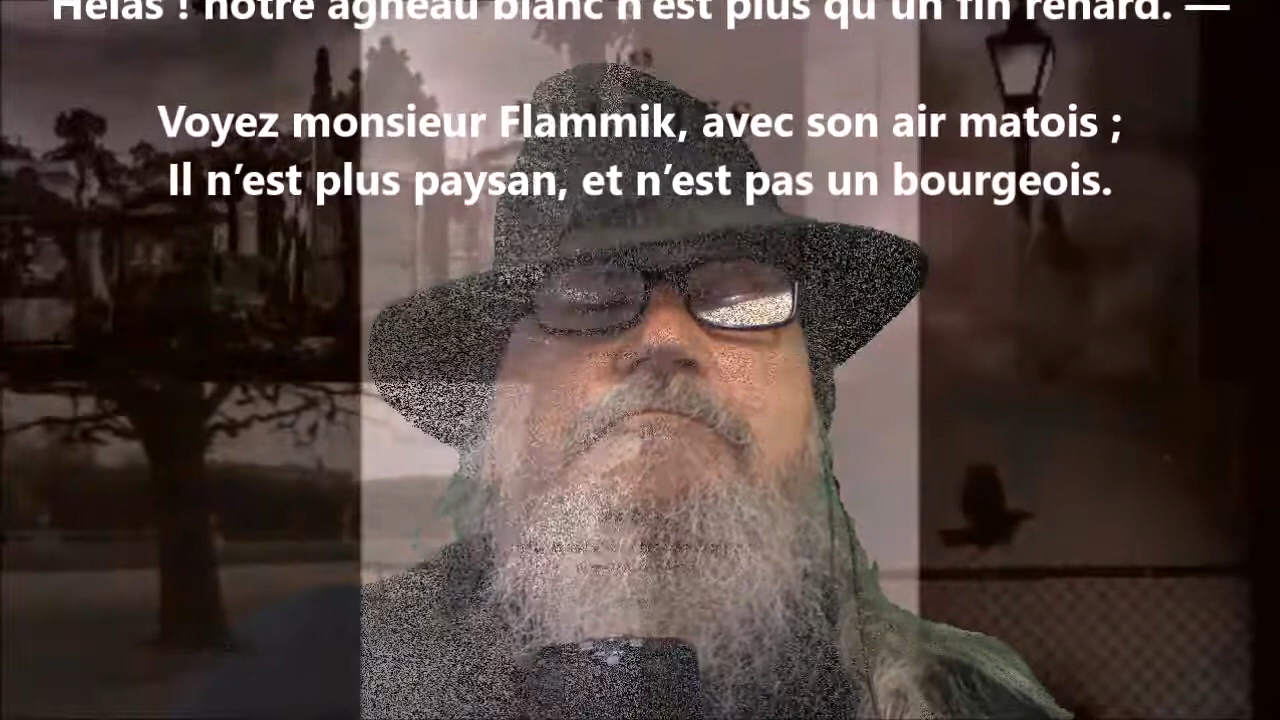 Hélas ! notre agneau blanc n’est plus qu’un fin renard. —
Voyez monsieur Flammik, avec son air matois ;
Il n’est plus paysan, et n’est pas un bourgeois.